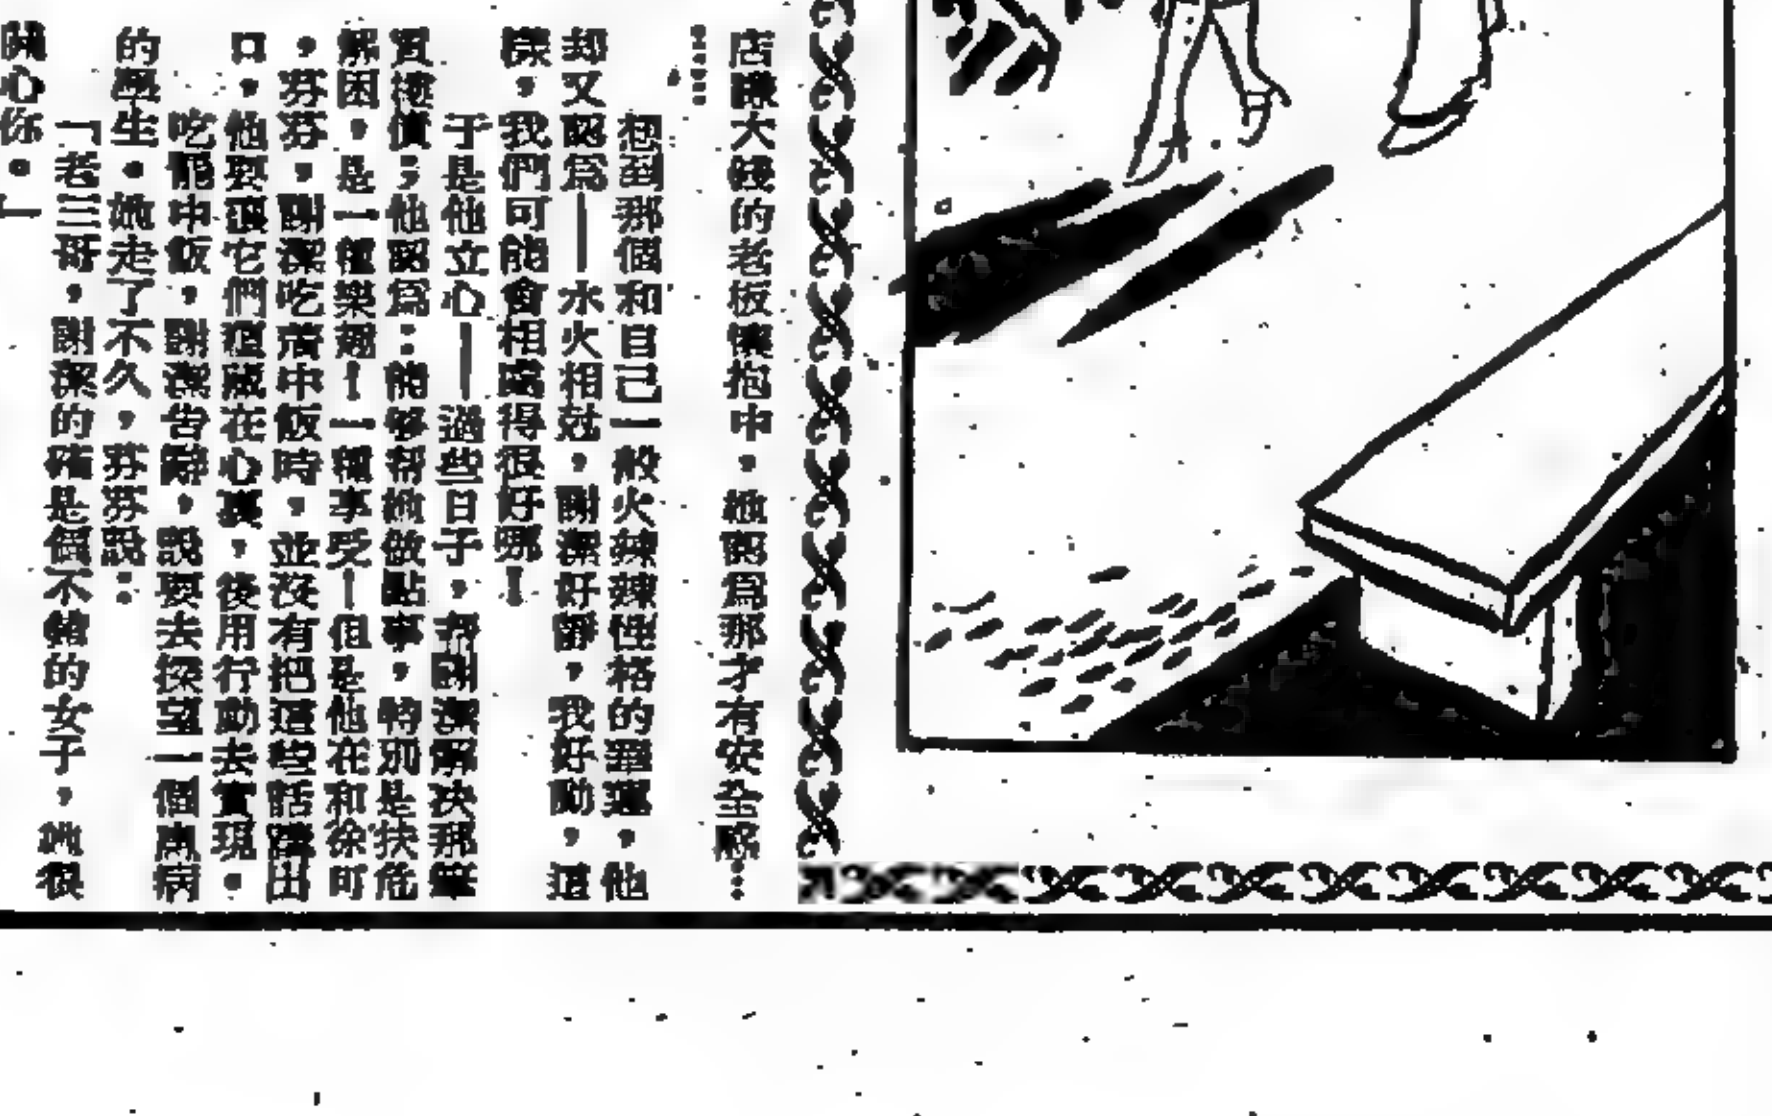 店賺大錢的老板懷抱中,她認爲那才有安全感…
……
想到那個和自己一般火辣辣性格的翠蓮,他
却又認爲——水火相尅,謝潔好靜,我好動,這
樣,我們可能會相處得很好哪!
于是他立心——過些日子,帮謝潔解決那筆
買樓債;他認爲:能够帮她做點事,特別是扶危
解困,是一種樂趣!一種享受!但是他在和徐可
,芬芬,謝潔吃着中飯時,並沒有把這些話講出
口,他要讓它們埋藏在心裏,後用行動去實現。
吃罷中飯,謝潔告辭,說要去探望一個患病
的學生。她走了不久,芬芬說:
「老三哥,謝潔的確是個不錯的女子,她很
關心你。」